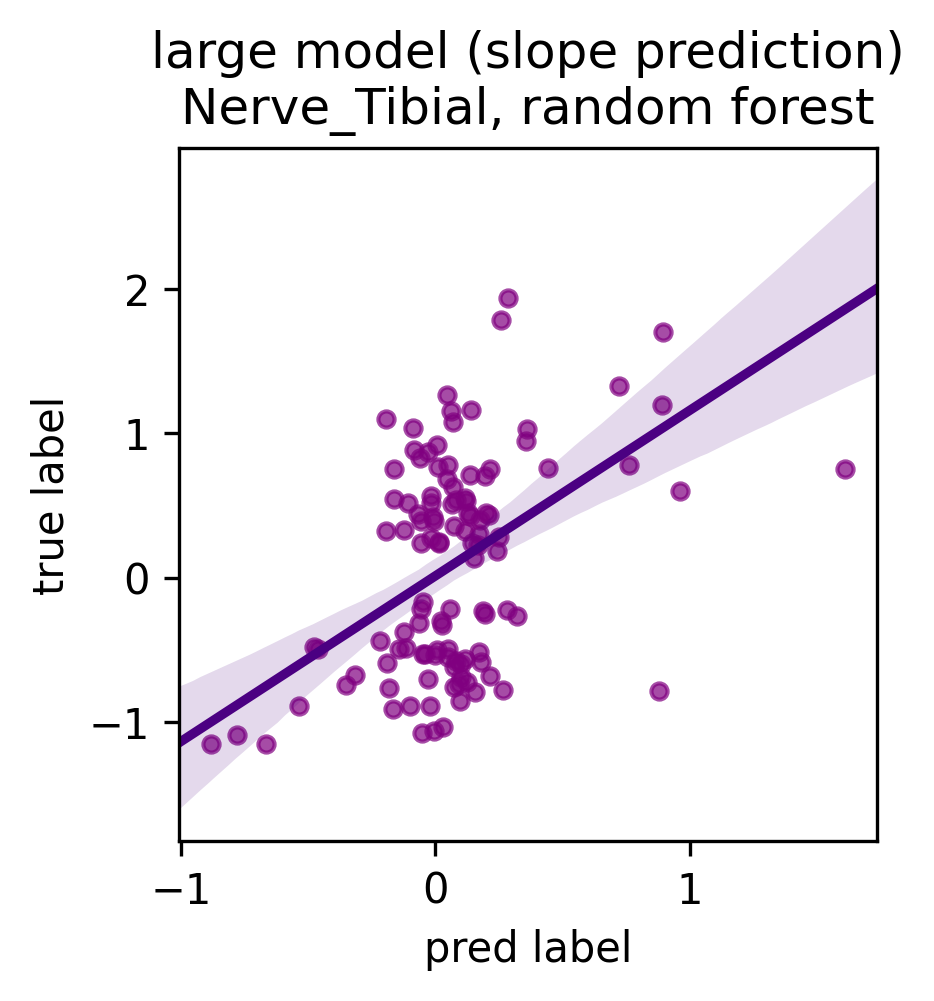 large model (slope prediction)
Nerve_Tibial, random forest
2
1
0
−1
true label
−1
0
1
pred label